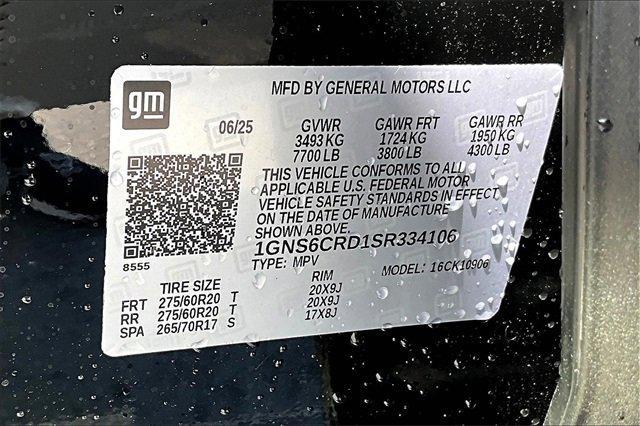 gm
MFD BY GENERAL MOTORS LLC
06/25 GVWR GAWR FRT GAWR RR
3493 KG 1724 KG 1950 KG
7700 LB 3800 LB 4300 LB
THIS VEHICLE CONFORMS TO ALL
APPLICABLE U.S. FEDERAL MOTOR
VEHICLE SAFETY STANDARDS IN EFFECT
ON THE DATE OF MANUFACTURE
SHOWN ABOVE.
1GNS6CRD1SR334106
8555 TYPE: MPV MODEL: 16CK10906
TIRE SIZE RIM
FRT 275/60R20 T 20X9J
RR 275/60R20 T 20X9J
SPA 265/70R17 S 17X8J